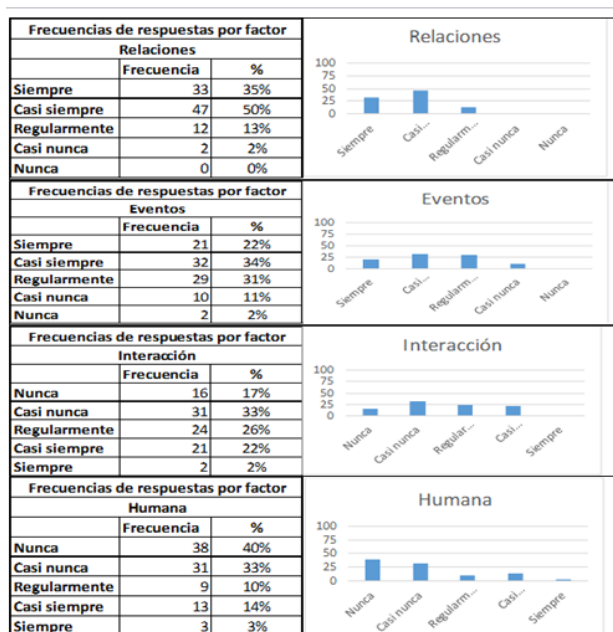 Frecuencias de respuestas por factor
Relaciones
Frecuencia %
Siempre 33 35%
Casi siempre 47 50%
Regularmente 12 13%
Casi nunca 2 2%
Nunca 0 0%
Relaciones
100
75
50
25
0
Siempre Casi... Regularm... Casi nunca Nunca
Frecuencias de respuestas por factor
Eventos
Frecuencia %
Siempre 21 22%
Casi siempre 32 34%
Regularmente 29 31%
Casi nunca 10 11%
Nunca 2 2%
Eventos
100
75
50
25
0
Siempre Casi... Regularm... Casi nunca Nunca
Frecuencias de respuestas por factor
Interacción
Frecuencia %
Nunca 16 17%
Casi nunca 31 33%
Regularmente 24 26%
Casi siempre 21 22%
Siempre 2 2%
Interacción
100
75
50
25
0
Nunca Casi nunca Regular... Casi... Siempre
Frecuencias de respuestas por factor
Humana
Frecuencia %
Nunca 38 40%
Casi nunca 31 33%
Regularmente 9 10%
Casi siempre 13 14%
Siempre 3 3%
Humana
100
75
50
25
0
Nunca Casi nunca Regularm... Casi... Siempre